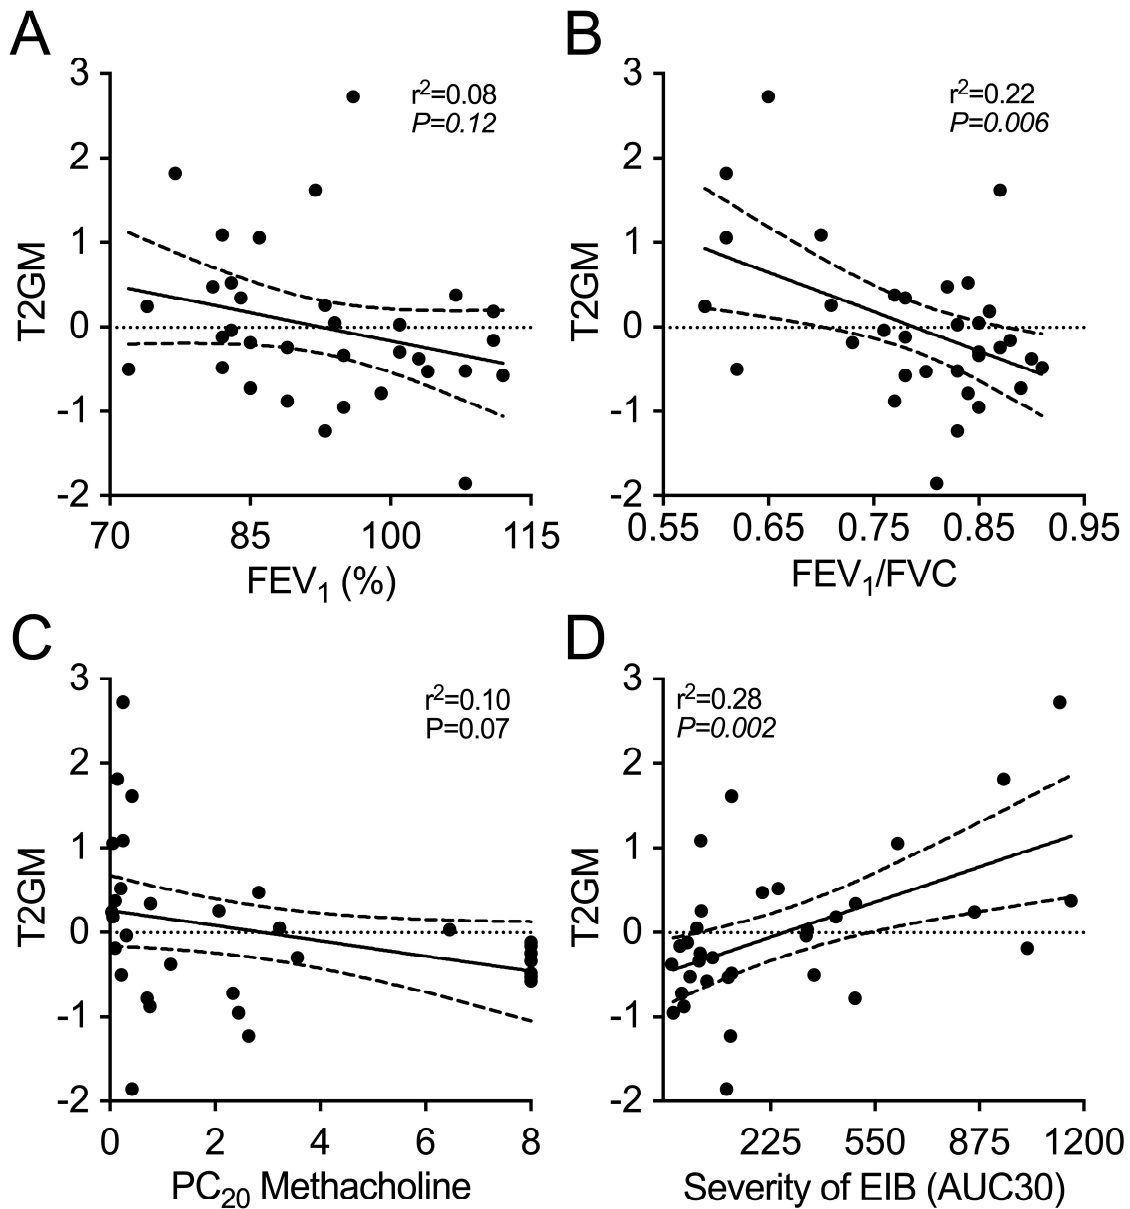 A
3
2
1
0
-1
-2
T2GM
r²=0.08
P=0.12
70 85 100 115
FEV₁ (%)
B
3
2
1
0
-1
-2
T2GM
r²=0.22
P=0.006
0.55 0.65 0.75 0.85 0.95
FEV₁/FVC
C
3
2
1
0
-1
-2
T2GM
r²=0.10
P=0.07
0 2 4 6 8
PC₂₀ Methacholine
D
3
2
1
0
-1
-2
T2GM
r²=0.28
P=0.002
225 550 875 1200
Severity of EIB (AUC30)